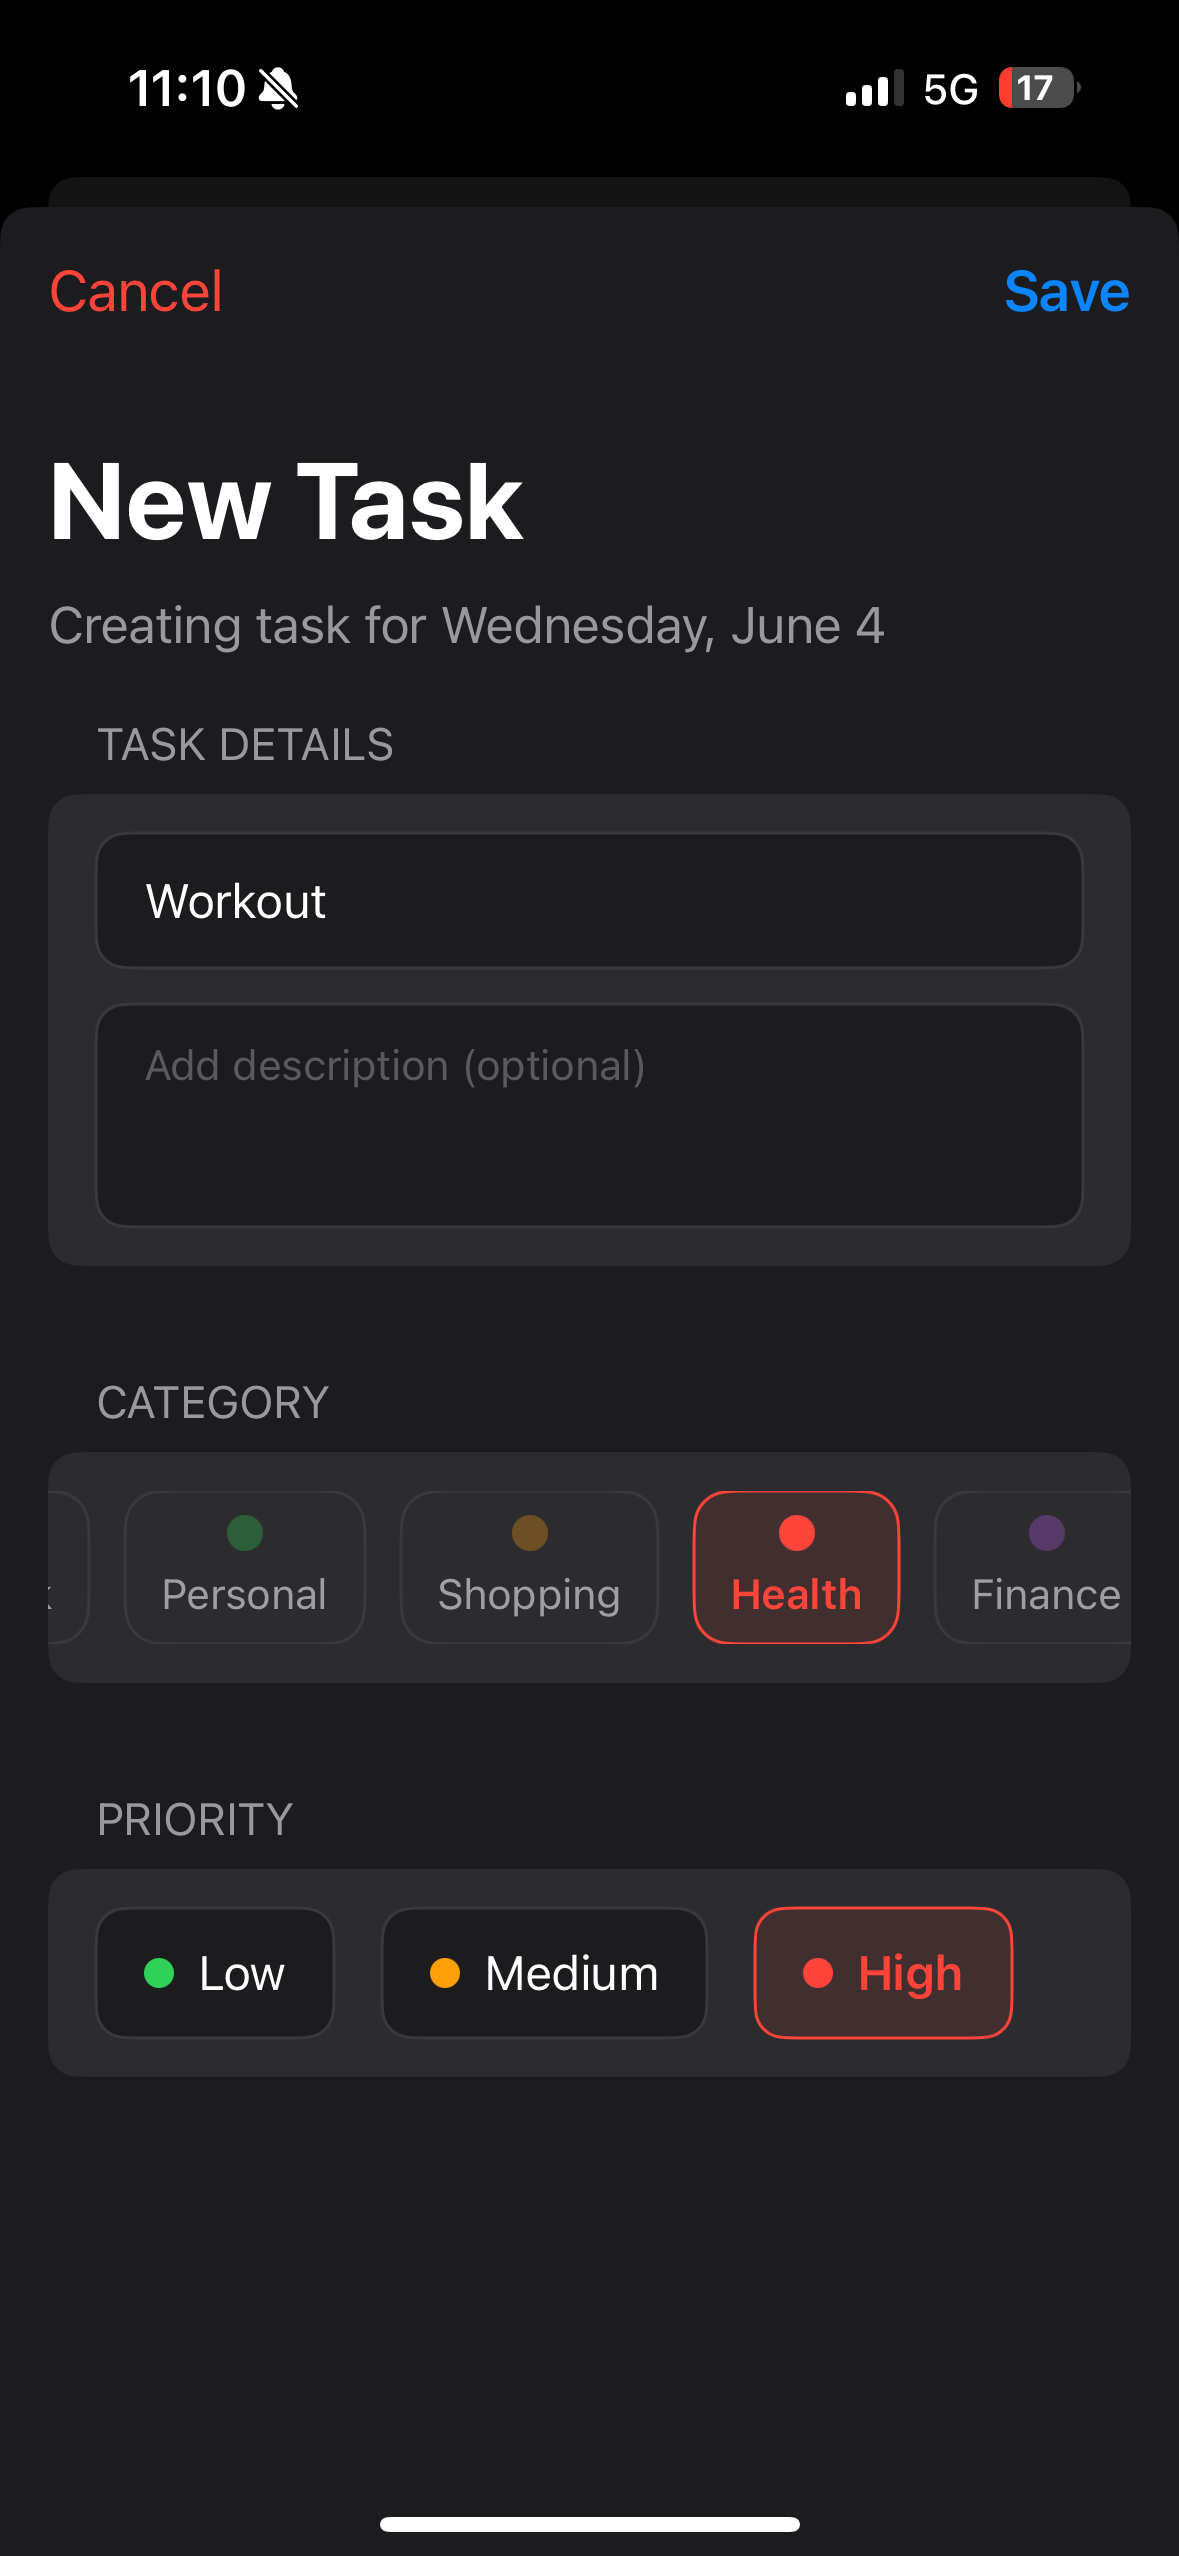 11:10 5G 17
Cancel Save
New Task
Creating task for Wednesday, June 4
TASK DETAILS
Workout
Add description (optional)
CATEGORY
Personal Shopping Health Finance
PRIORITY
Low Medium High